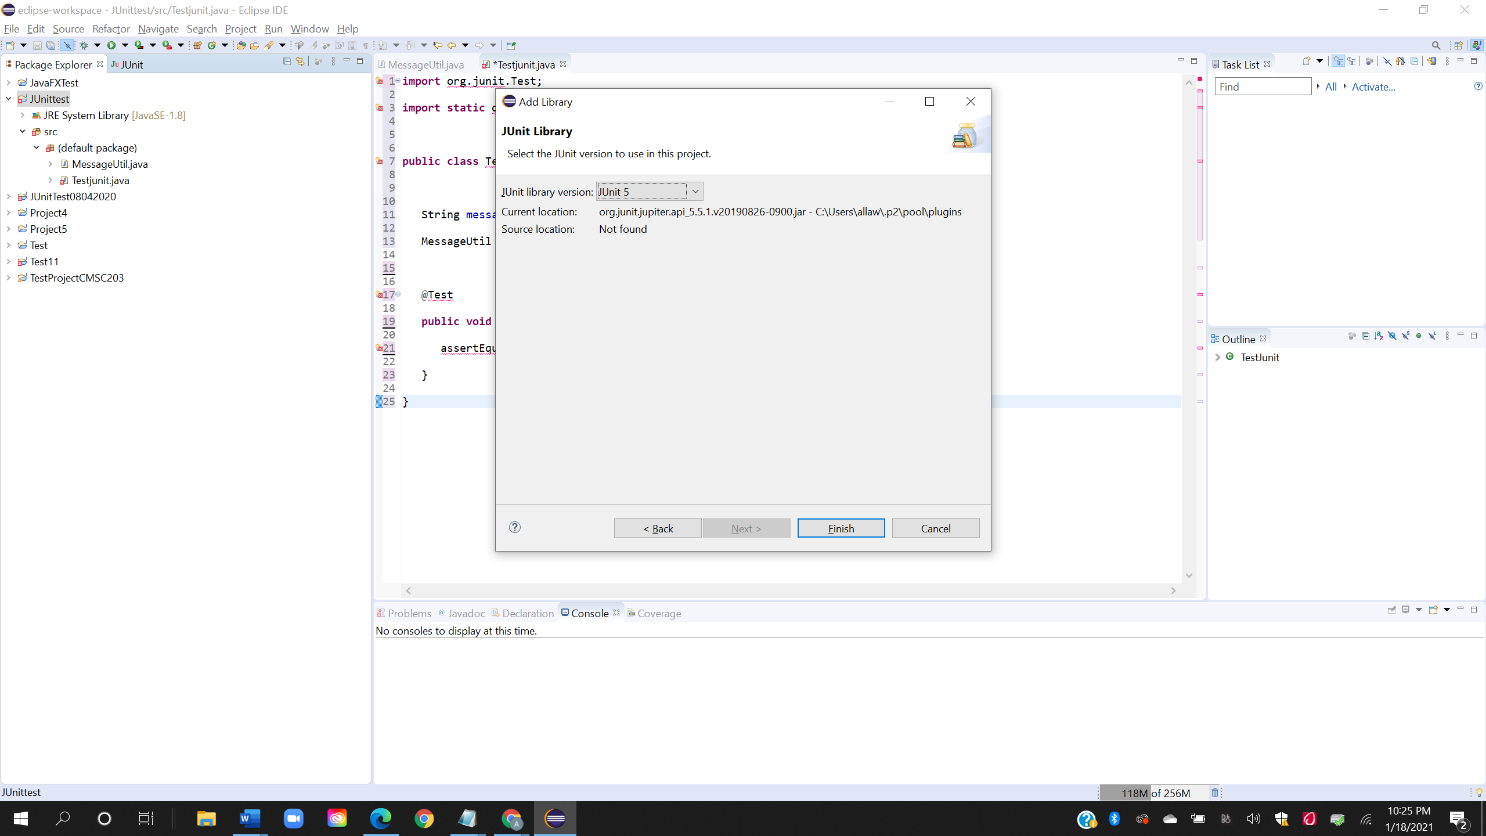 eclipse-workspace - JUnittest/src/Testjunit.java - Eclipse IDE
File Edit Source Refactor Navigate Search Project Run Window Help
Package Explorer
JUnit
JavaFXTest
JUnittest
JRE System Library [JavaSE-1.8]
src
(default package)
MessageUtil.java
Testjunit.java
JUnitTest08042020
Project4
Project5
Test
Test11
TestProjectCMSC203
MessageUtil.java
*Testjunit.java
1 import org.junit.Test;
2
3 import static
4
5
6
7 public class Te
8
9
10
11 String messa
12
13 MessageUtil
14
15
16
17 @Test
18
19 public void
20
21 assertEqu
22
23 }
24
25 }
Add Library
JUnit Library
Select the JUnit version to use in this project.
JUnit library version: JUnit 5
Current location: org.junit.jupiter.api_5.5.1.v20190826-0900.jar - C:\Users\allaw\.p2\pool\plugins
Source location: Not found
< Back
Next >
Finish
Cancel
Task List
Find
All
Activate...
Outline
TestJunit
Problems
Javadoc
Declaration
Console
Coverage
No consoles to display at this time.
JUnittest
118M of 256M
10:25 PM
1/18/2021
2